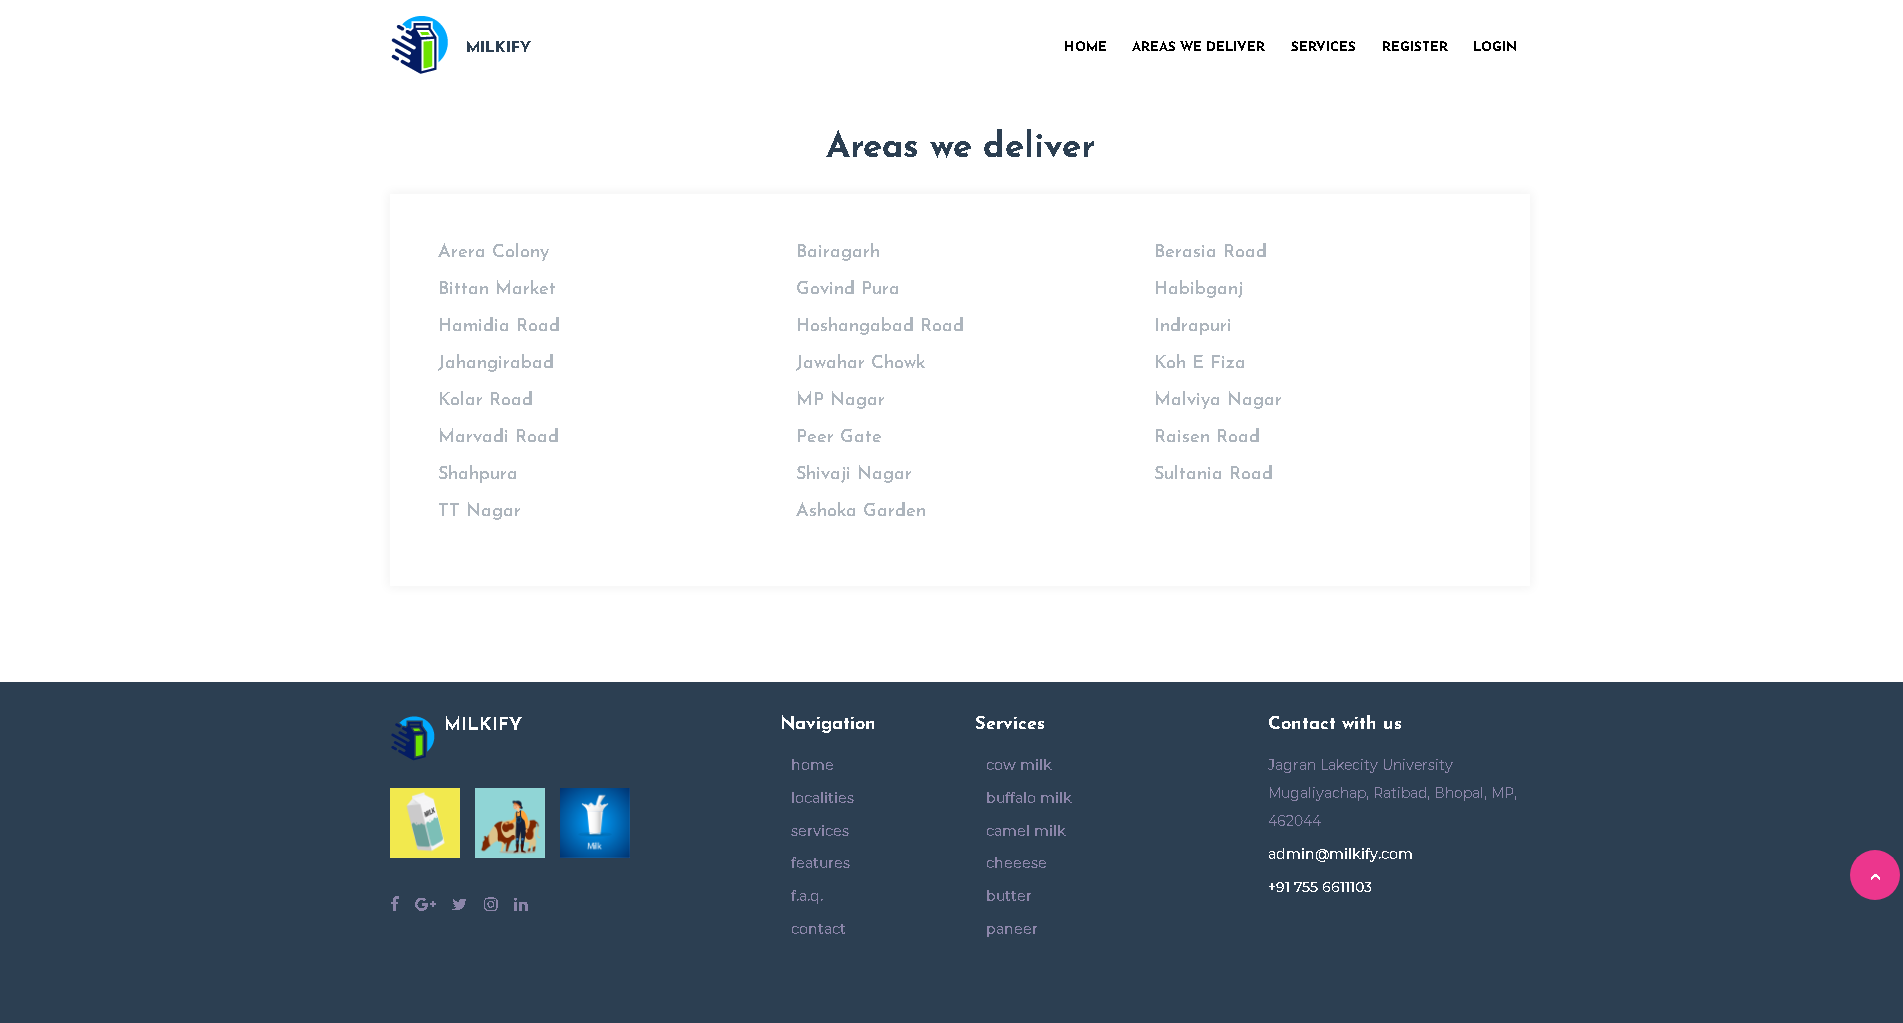 MILKIFY
HOME AREAS WE DELIVER SERVICES REGISTER LOGIN
Areas we deliver
Arera Colony Bairagarh Berasia Road
Bittan Market Govind Pura Habibganj
Hamidia Road Hoshangabad Road Indrapuri
Jahangirabad Jawahar Chowk Koh E Fiza
Kolar Road MP Nagar Malviya Nagar
Marvadi Road Peer Gate Raisen Road
Shahpura Shivaji Nagar Sultania Road
TT Nagar Ashoka Garden
MILKIFY
MILK
Milk
Navigation
home
localities
services
features
f.a.q.
contact
Services
cow milk
buffalo milk
camel milk
cheeese
butter
paneer
Contact with us
Jagran Lakecity University
Mugaliyachap, Ratibad, Bhopal, MP,
462044
admin@milkify.com
+91 755 6611103